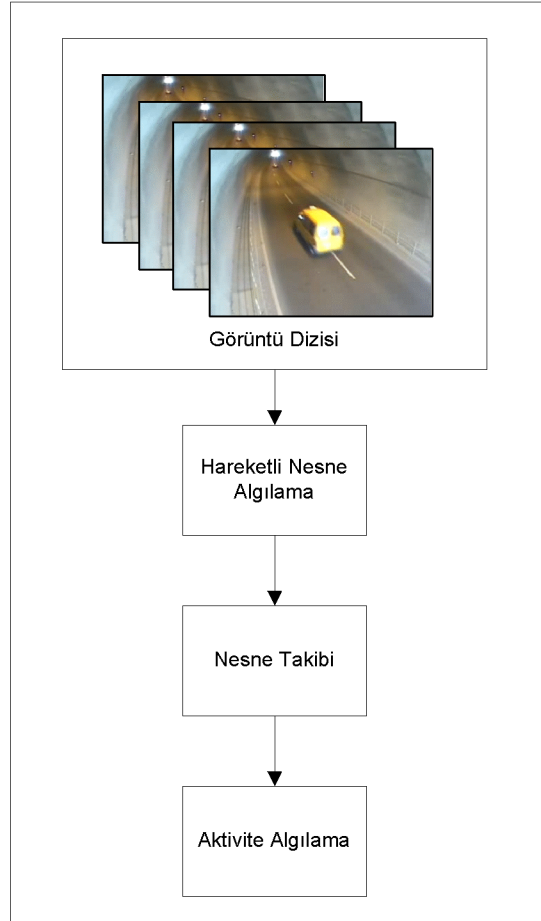 Görüntü Dizisi
Hareketli Nesne
Algılama
Nesne Takibi
Aktivite Algılama